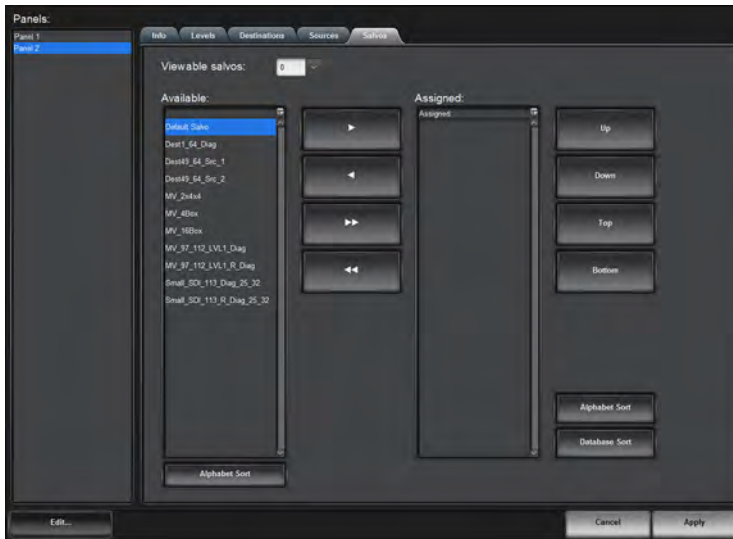 Panels:
Panel 1
Panel 2
Info Levels Destinations Sources Salvos
Viewable salvos: 0
Available:
Default Salvo
Dest1_64_Diag
Dest49_64_Src_1
Dest49_64_Src_2
MV_2x4x4
MV_4Box
MV_16Box
MV_97_112_LVL1_Diag
MV_97_112_LVL1_R_Diag
Small_SDI_113_Diag_25_32
Small_SDI_113_R_Diag_25_32
Alphabet Sort
Assigned:
Assigned
Up
Down
Top
Bottom
Alphabet Sort
Database Sort
Edit...
Cancel Apply